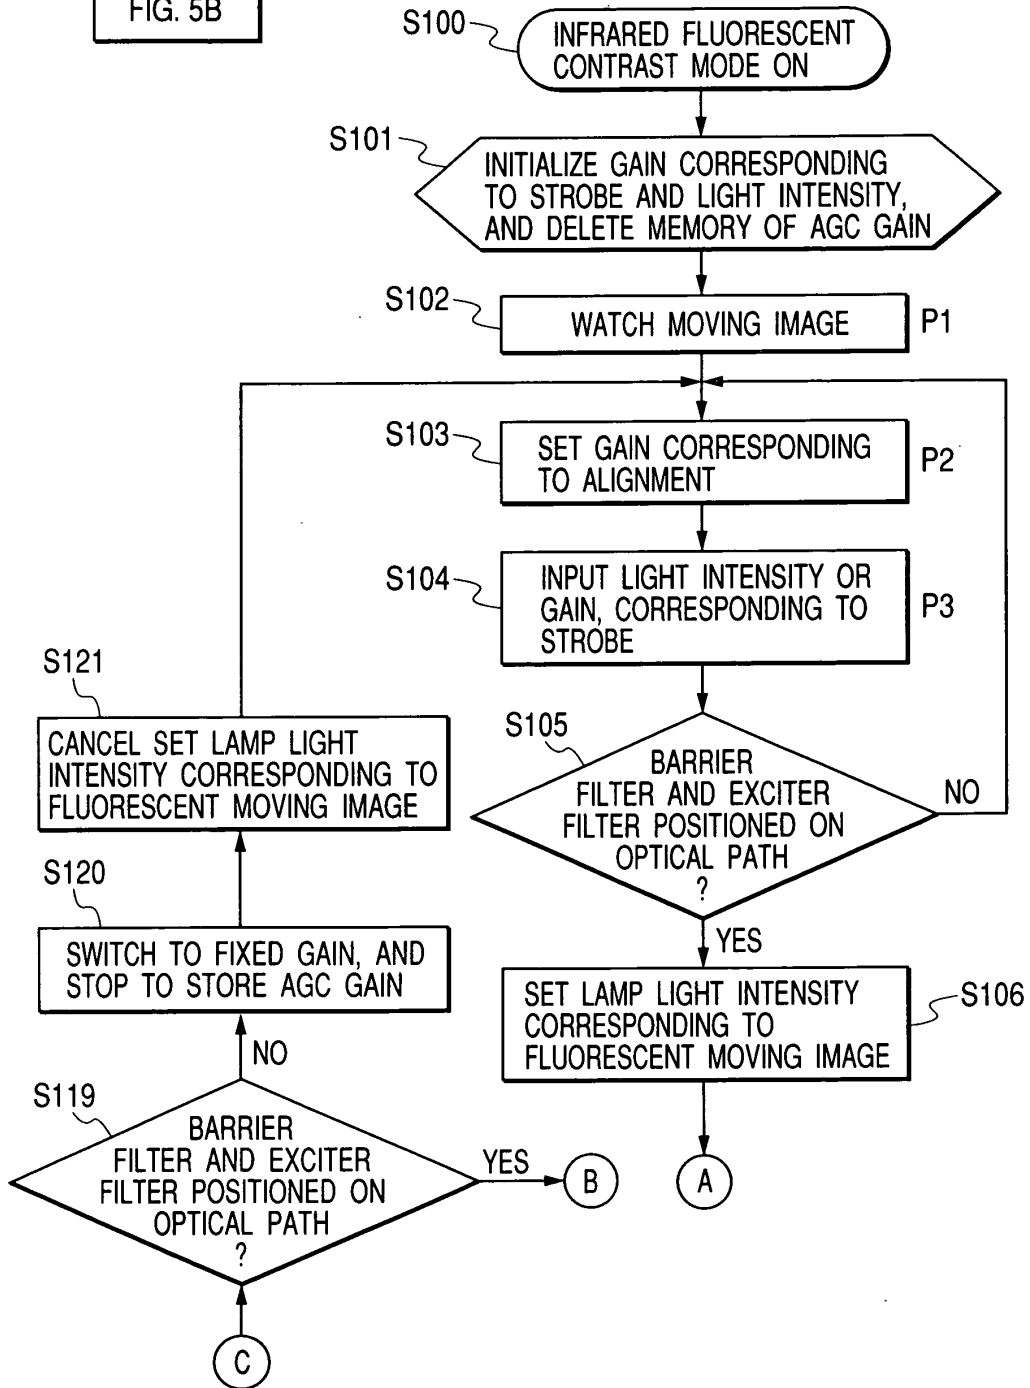 FIG. 5B
S100
INFRARED FLUORESCENT
CONTRAST MODE ON
S101
INITIALIZE GAIN CORRESPONDING
TO STROBE AND LIGHT INTENSITY,
AND DELETE MEMORY OF AGC GAIN
S102
WATCH MOVING IMAGE
P1
S103
SET GAIN CORRESPONDING
TO ALIGNMENT
P2
S104
INPUT LIGHT INTENSITY OR
GAIN, CORRESPONDING TO
STROBE
P3
S105
BARRIER
FILTER AND EXCITER
FILTER POSITIONED ON
OPTICAL PATH
?
NO
YES
S106
SET LAMP LIGHT INTENSITY
CORRESPONDING TO
FLUORESCENT MOVING IMAGE
A
S121
CANCEL SET LAMP LIGHT
INTENSITY CORRESPONDING TO
FLUORESCENT MOVING IMAGE
S120
SWITCH TO FIXED GAIN, AND
STOP TO STORE AGC GAIN
NO
S119
BARRIER
FILTER AND EXCITER
FILTER POSITIONED ON
OPTICAL PATH
?
YES
B
C